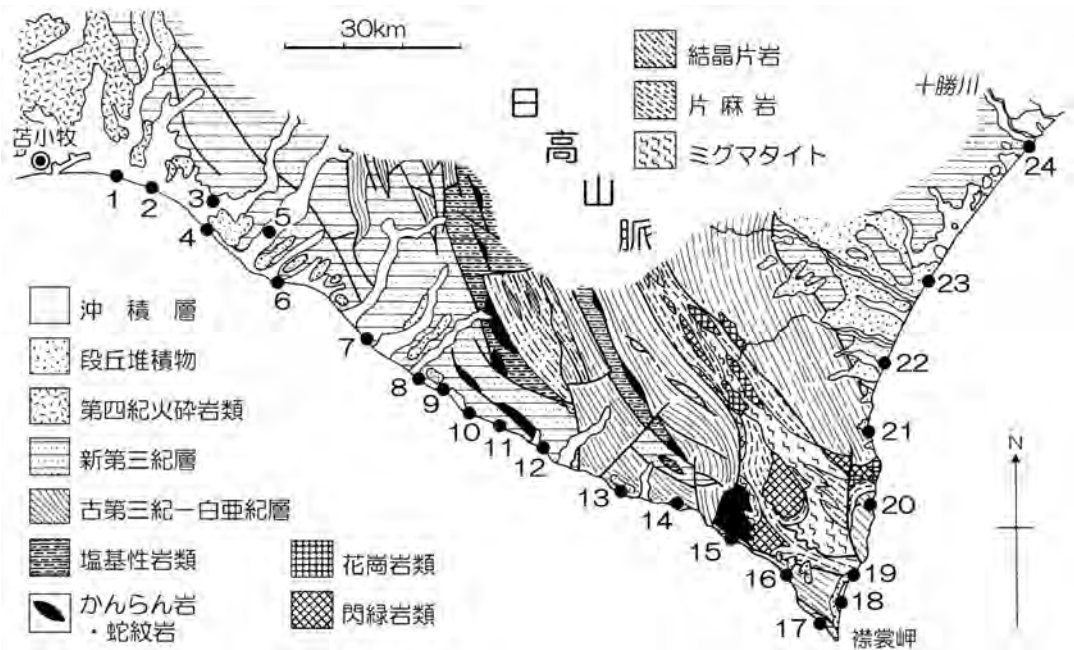 30km
結晶片岩
片麻岩
ミグマタイト
日高山脈
十勝川
苫小牧
1
2
3
4
5
6
7
8
9
10
11
12
13
14
15
16
17
18
19
20
21
22
23
24
沖積層
段丘堆積物
第四紀火砕岩類
新第三紀層
古第三紀―白亜紀層
塩基性岩類
かんらん岩
・蛇紋岩
花崗岩類
閃緑岩類
N
襟裳岬